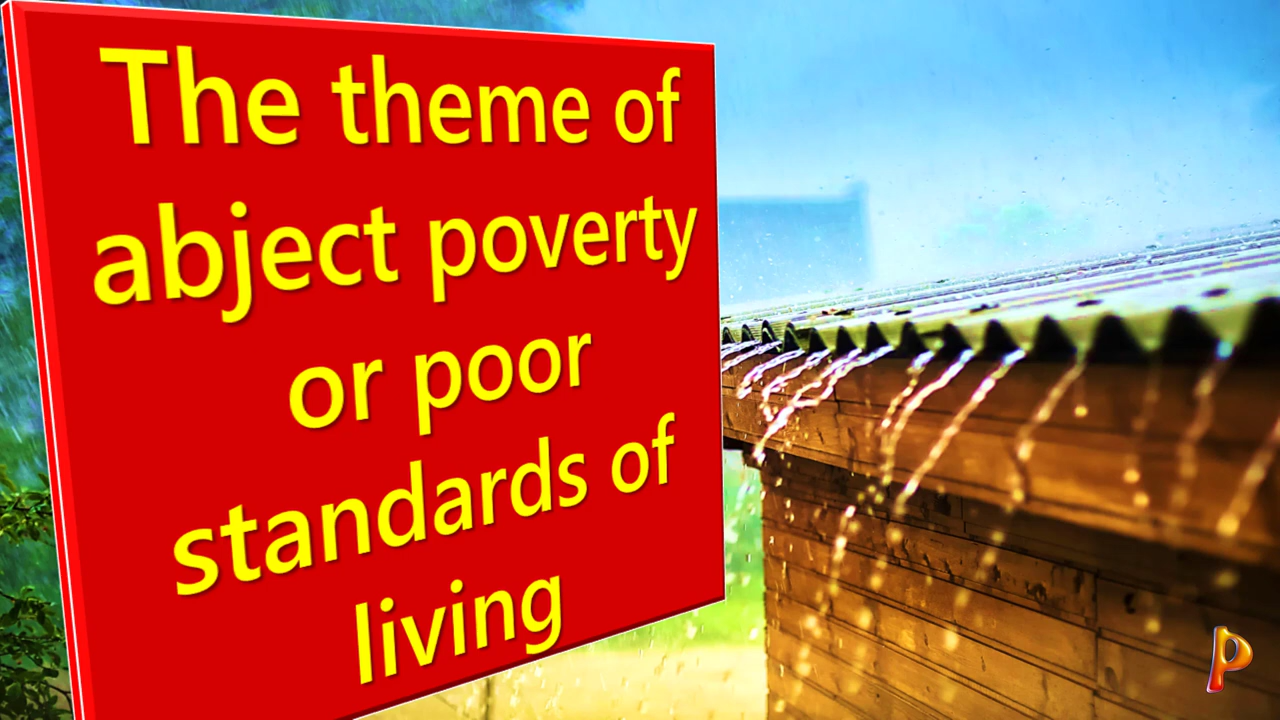 The theme of
abject poverty
or poor
standards of
living
P